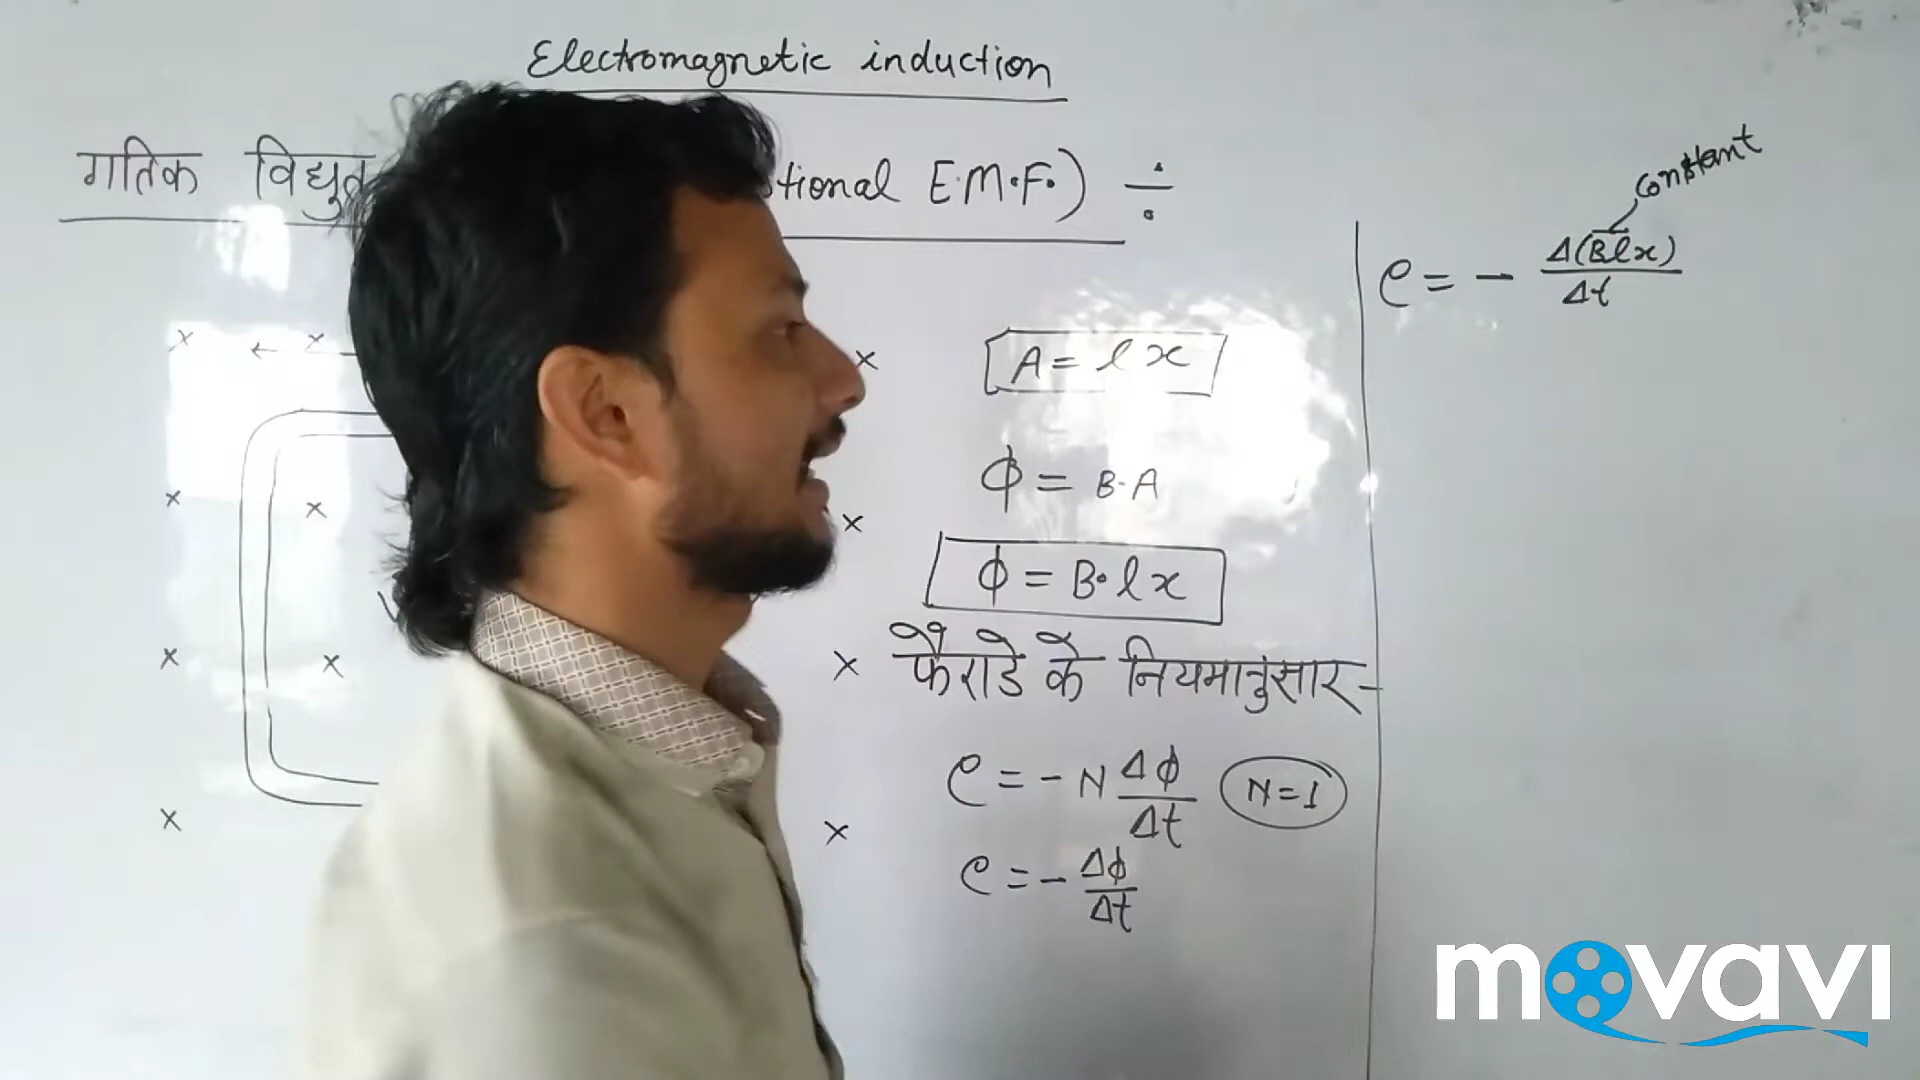 Electromagnetic induction
गतिक विद्युत tional E.M.F.) ÷
A = lx
Φ = B.A
Φ = B.lx
फैराडे के नियमानुसार-
e = - N ΔΦ/Δt N=1
e = - ΔΦ/Δt
constant
e = - Δ(Blx)/Δt
movavi